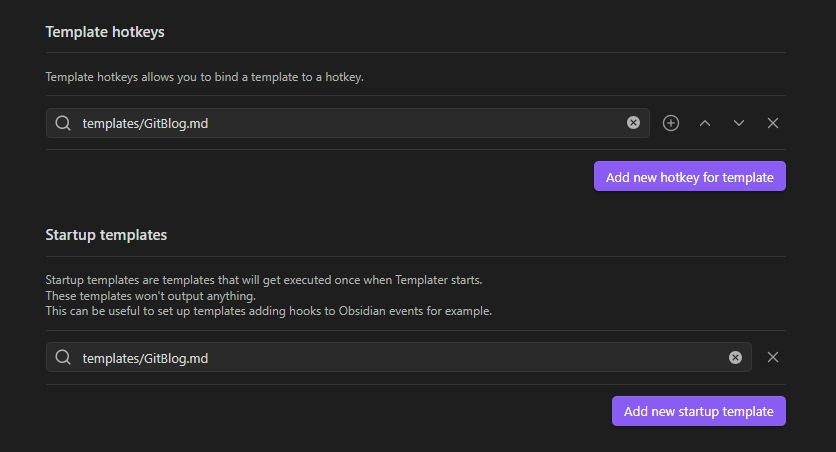 Template hotkeys
Template hotkeys allows you to bind a template to a hotkey.
templates/GitBlog.md
Add new hotkey for template
Startup templates
Startup templates are templates that will get executed once when Templater starts.
These templates won't output anything.
This can be useful to set up templates adding hooks to Obsidian events for example.
templates/GitBlog.md
Add new startup template